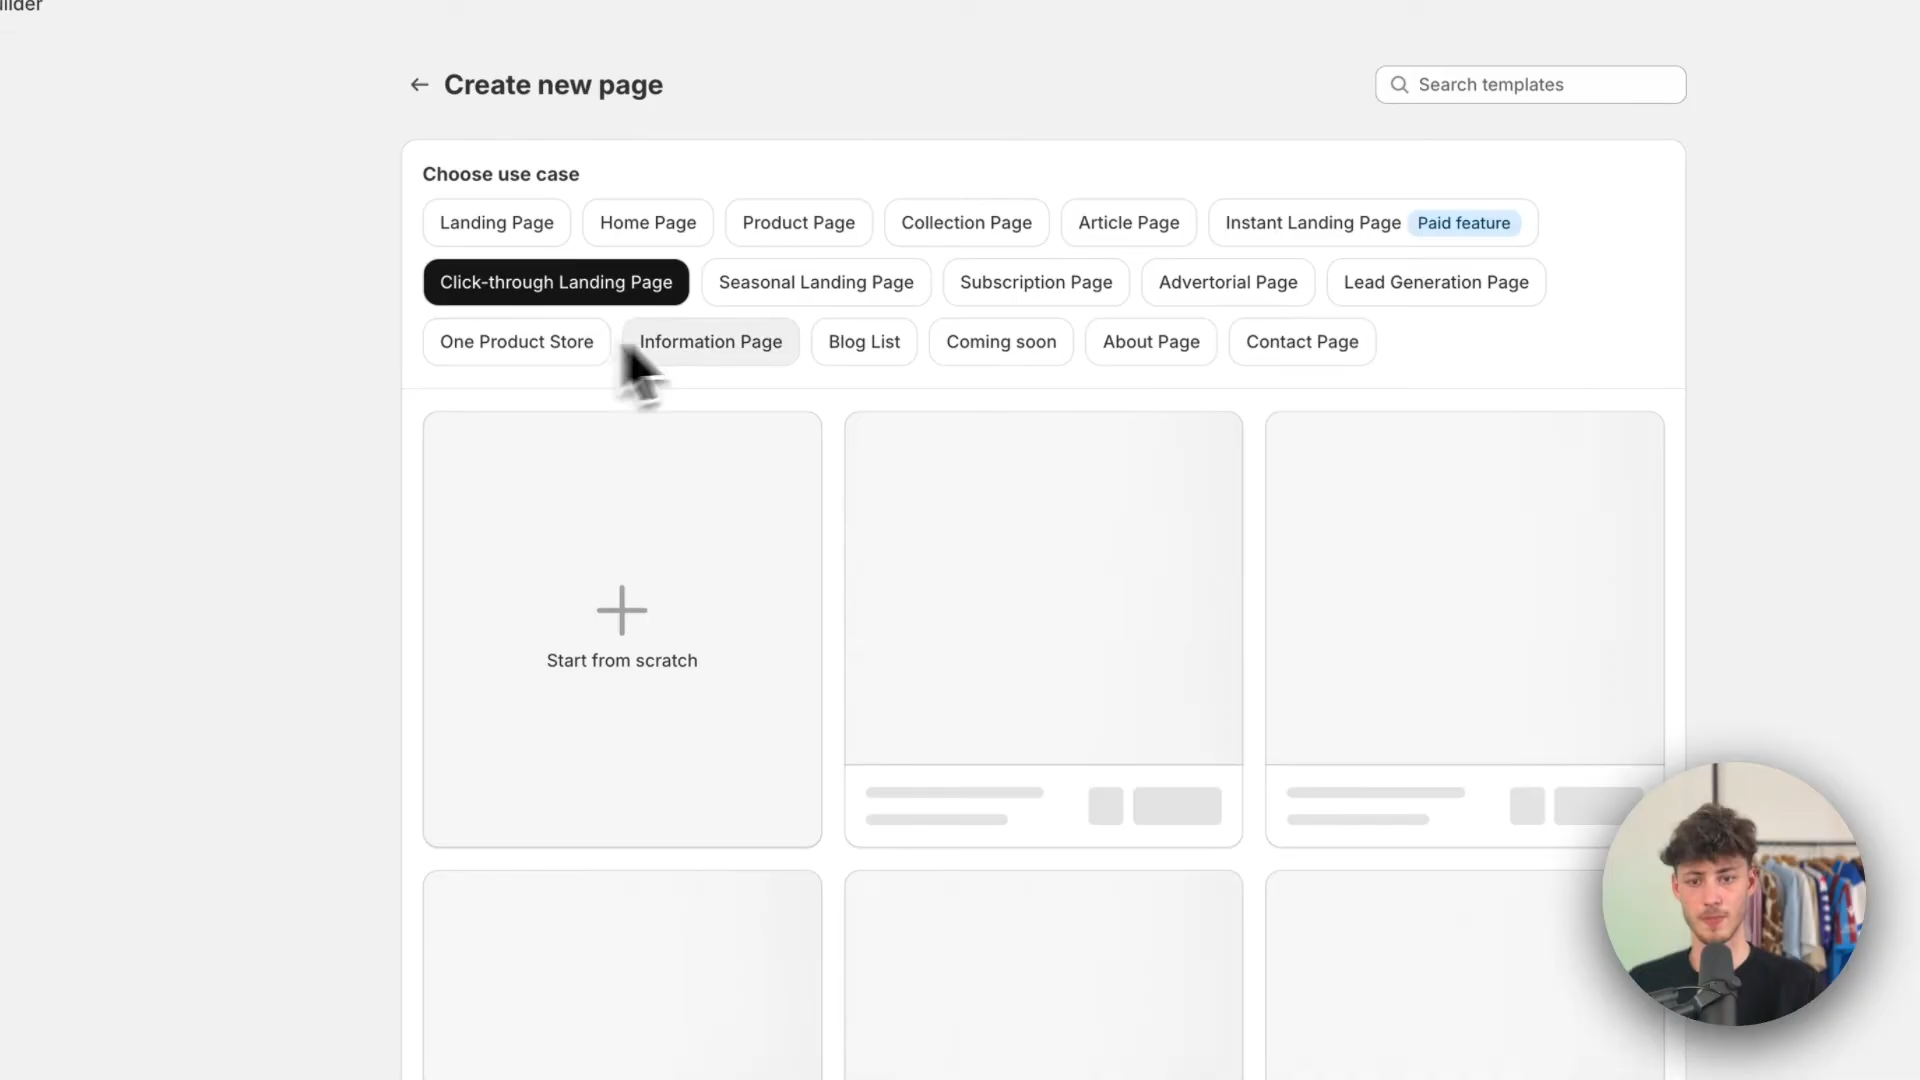 Create new page
Search templates
Choose use case
Landing Page
Home Page
Product Page
Collection Page
Article Page
Instant Landing Page Paid feature
Click-through Landing Page
Seasonal Landing Page
Subscription Page
Advertorial Page
Lead Generation Page
One Product Store
Information Page
Blog List
Coming soon
About Page
Contact Page
Start from scratch